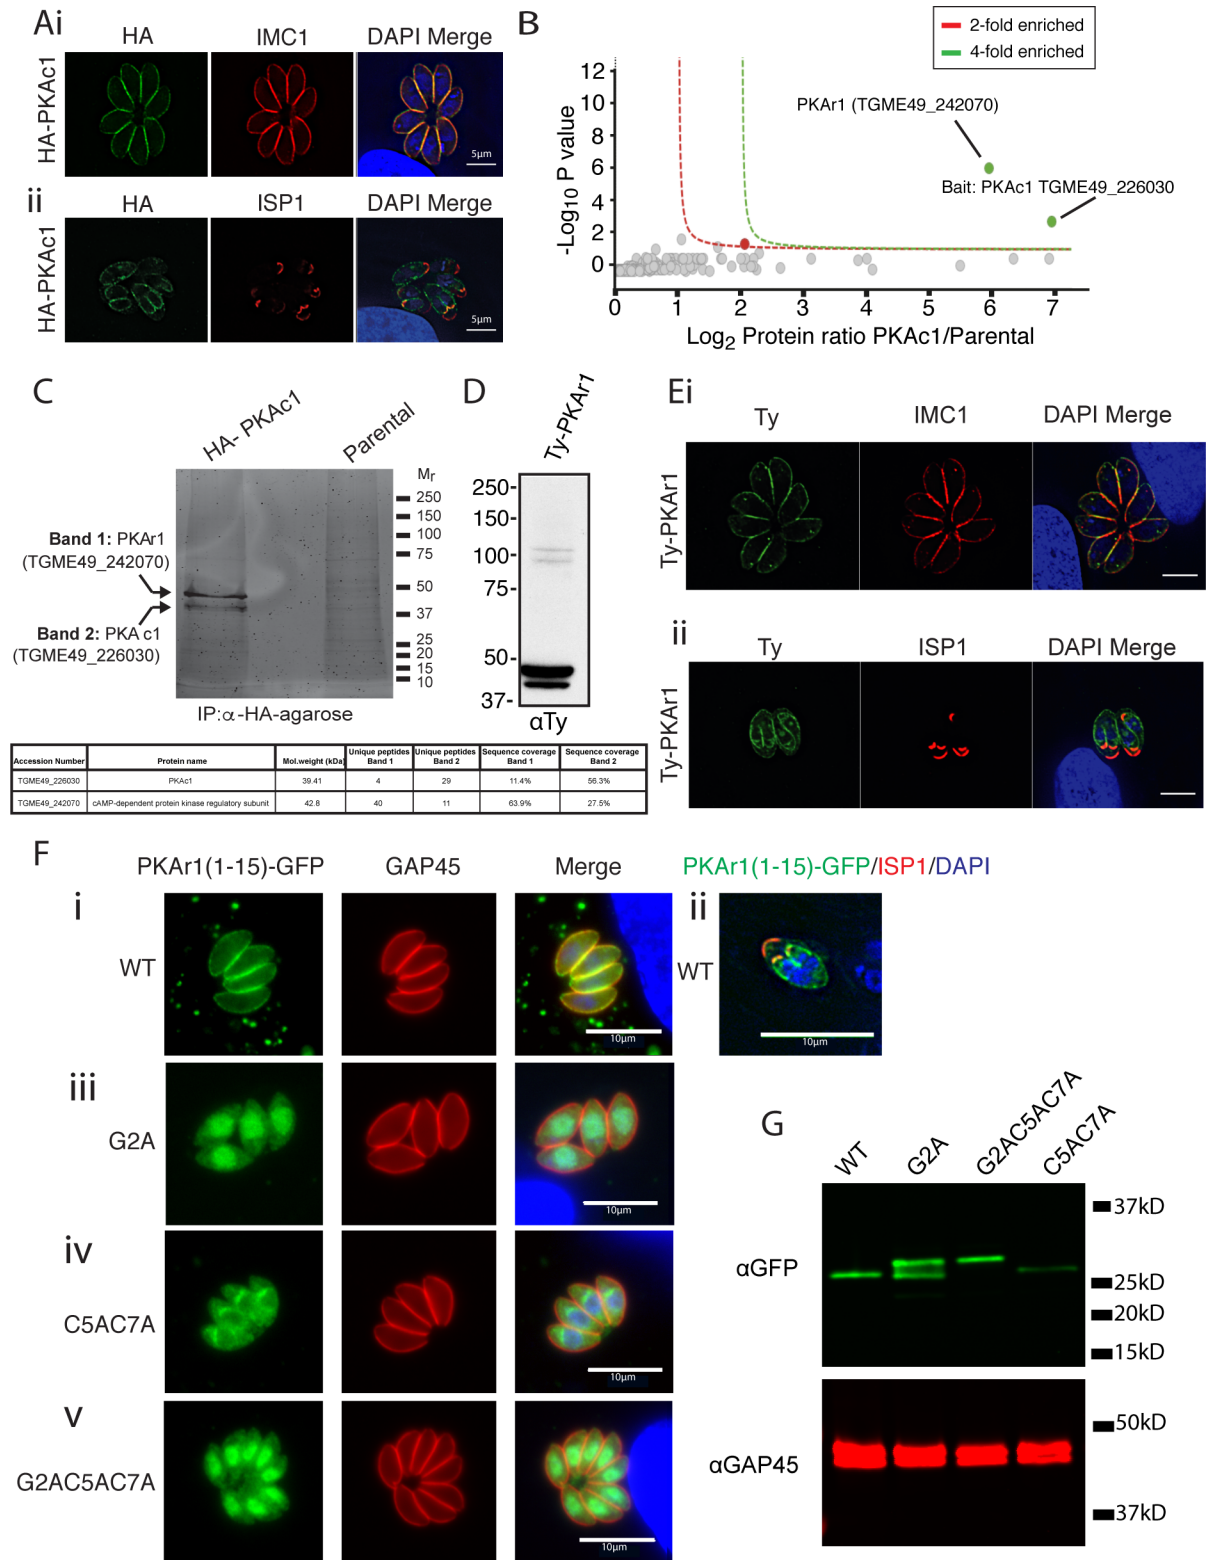 Ai
HA IMC1 DAPI Merge
HA-PKAc1
5μm
ii
HA ISP1 DAPI Merge
HA-PKAc1
5μm
B
2-fold enriched
4-fold enriched
PKAr1 (TGME49_242070)
Bait: PKAc1 TGME49_226030
-Log10 P value
12
10
8
6
4
2
0
0 1 2 3 4 5 6 7
Log2 Protein ratio PKAc1/Parental
C
HA- PKAc1 Parental
Mr
250
150
100
75
50
37
25
20
15
10
Band 1: PKAr1
(TGME49_242070)
Band 2: PKA c1
(TGME49_226030)
IP:α-HA-agarose
D
Ty-PKAr1
250-
150-
100-
75-
50-
37-
αTy
Accession Number Protein name Mol.weight (kDa) Unique peptides Band 1 Unique peptides Band 2 Sequence coverage Band 1 Sequence coverage Band 2
TGME49_226030 PKAc1 39.41 4 29 11.4% 56.3%
TGME49_242070 cAMP-dependent protein kinase regulatory subunit 42.8 40 11 63.9% 27.5%
Ei
Ty IMC1 DAPI Merge
Ty-PKAr1
ii
Ty ISP1 DAPI Merge
Ty-PKAr1
F
PKAr1(1-15)-GFP GAP45 Merge
PKAr1(1-15)-GFP/ISP1/DAPI
i
WT
10μm
ii
WT
10μm
iii
G2A
10μm
iv
C5AC7A
10μm
v
G2AC5AC7A
10μm
G
WT G2A G2AC5AC7A C5AC7A
αGFP
37kD
25kD
20kD
15kD
αGAP45
50kD
37kD